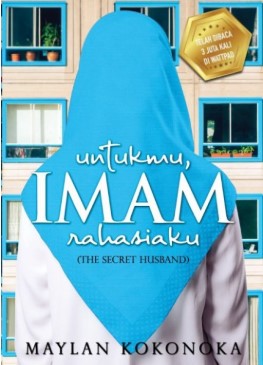 TELAH DIBACA
3 JUTA KALI
DI WATTPAD
untukmu,
IMAM
rahasiaku
(THE SECRET HUSBAND)
MAYLAN KOKONOKA